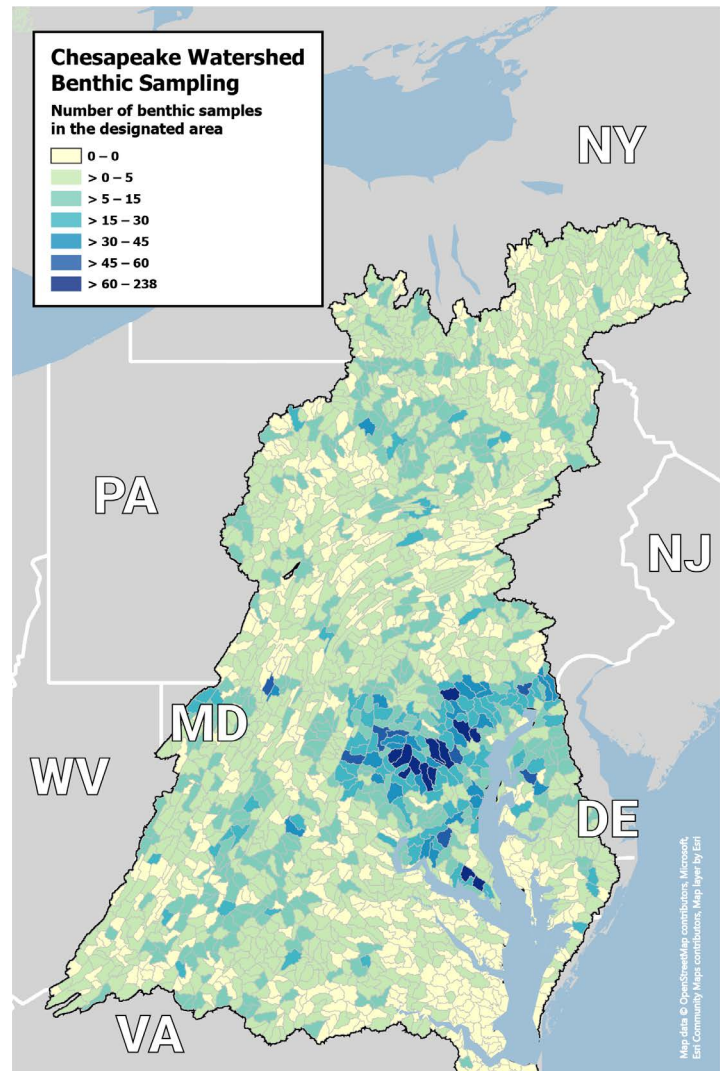 Chesapeake Watershed
Benthic Sampling
Number of benthic samples
in the designated area
0 – 0
> 0 – 5
> 5 – 15
> 15 – 30
> 30 – 45
> 45 – 60
> 60 – 238
NY
PA
NJ
MD
WV
DE
VA
Map data © OpenStreetMap contributors, Microsoft,
Esri Community Maps contributors, Map layer by Esri